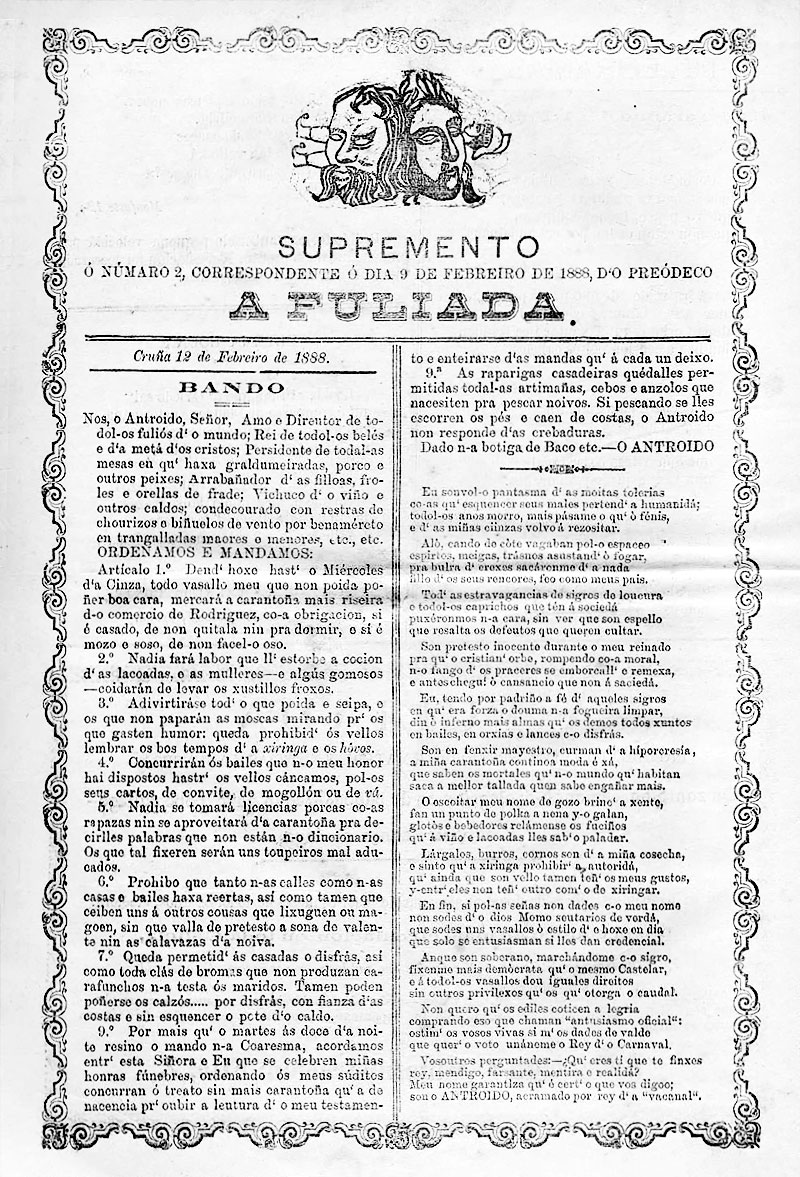 SUPREMENTO
Ó NÚMARO 2, CORRESPONDENTE Ó DIA 9 DE FEBREIRO DE 1888, D'O PREÓDECO
A FULIADA.
Cruña 12 de Febreiro de 1888.
BANDO
Nos, o Antroido, Señor, Amo e Direutor de to-
dol-os fuliós d' o mundo; Rei de todol-os belés
e d'a metá d'os cristos; Persidente de todal-as
mesas en qu' haxa graldumeiradas, porco e
outros peixes; Arrabañador d' as filloas, fro-
les e orellas de frade; Vichuco d' o viño e
outros caldos; condecourado con restras de
chourizos e biñuelos de vento por benaméreto
en trangalladas maores o menores, etc., etc.
ORDENAMOS E MANDAMOS:
Artícalo 1.º Dend' hoxe hast' o Miércoles
d'a Cinza, todo vasallo meu que non poida po-
ñer boa cara, mercará a carantoña mais riseira
d-o comercio de Rodriguez, co-a obrigacion, si
é casado, de non quitala nin pra dormir, o si é
mozo e soso, de non facel-o oso.
2.º Nadia fará labor que ll' estorbe a cocion
d'as lacoadas, e as mulleres—e algús gomosos
—coidarán de levar os xustillos froxos.
3.º Adivirtiráse tod' o que poida e seipa, e
os que non paparán as moscas mirando pr' os
que gasten humor: queda prohibid' ós vellos
lembrar os bos tempos d' a xiringa e os hóvos.
4.º Concurrirán ós bailes que n-o meu honor
hai dispostos hastr' os vellos cáncamos, pol-os
seus cartos, de convite, de mogollón ou de rá.
5.º Nadia se tomará licencias porcas co-as
rapazas nin se aproveitará d'a carantoña pra de-
cirlles palabras que non están n-o diucionario.
Os que tal fixeren serán uns toupeiros mal adu-
cados.
6.º Prohibo que tanto n-as calles como n-as
casas e bailes haxa reertas, así como tamen que
ceiben uns á outros cousas que lixuguen ou ma-
goen, sin que valla de pretesto a sona de valen-
te nin as calavazas d'a noiva.
7.º Queda permetid' ás casadas o disfrás, así
como toda clás de bromas que non produzan ca-
rafunchos n-a testa ós maridos. Tamen poden
poñerse os calzós..... por disfrás, con fianza d'as
costas e sin esquencer o pote d'o caldo.
9.º Por mais qu' o martes ás doce d'a noi-
te resino o mando n-a Coaresma, acordamos
entr' esta Siñora e Eu que se celebren miñas
honras fúnebres, ordenando ós meus súditos
concurran ó treato sin mais carantoña qu' a de
nacencia pr' oubir a lentura d' o meu testamen-
to e enteirarse d'as mandas qu' á cada un deixo.
9.ª As raparigas casadeiras quédalles per-
mitidas todal-as artimañas, cebos e anzolos que
nacesiten pra pescar noivos. Si pescando se lles
escorren os pés e caen de costas, o Antroido
non responde d'as crebaduras.
Dado n-a botiga de Baco etc.—O ANTROIDO
Eu sonvol-o pantasma d' as moitas tolerias
co-as qu' esquencer seus males pertend' a humanidá;
todol-os anos morro, mais pásame o qu' ô fénis,
e d' as miñas ciinzas volvo á rezositar.
Aló, cando de côte vagaban pol-o espaceo
espirtos, meigas, trásnos asustand' ô fogar,
pra bulra d' eroxes sacáronme d' a nada
fillo d' os seus rencores, feo como meus pais.
Tod' as estravagancias de sigros de loucura
e todol-os caprichos que tén á sociedá
puxéronmos n-a cara, sin ver que son espello
que resalta os defeutos que queren cultar.
Son pretesto inocente durante o meu reinado
pra qu' o cristian' orbe, rompendo co-a moral,
n-o fango d' os praceres se emborcall' e remexa,
e antes chegu' ó cansancio que non á saciedá.
Eu, tendo por padriño a fé d' aqueles sigros
en qu' era forza o douma n-a fogueira limpar,
din ô inferno mais almas qu' os demos todos xuntos
en bailes, en orxias e lances c-o disfrás.
Son en fenxir mayestro, curman d' a hiporcresía,
a miña carantoña continoa moda é xá,
que saben os mortales qu' n-o mundo qu' habitan
saca a mellor tallada quen sabe engañar mais.
O escoitar meu nome de gozo brinc' a xente,
fan un punto de polka a nena y-o galan,
glotôs e bebedores relámense os fuciños
qu' á viño e lacoadas lles sab' o paladar.
Lárgalos, burros, cornos son d' a miña cosecha,
e sinto qu' a xiringa prohibir' a autoridá,
qu' ainda que son vello tamen teñ' os meus gustos,
y-entr' eles non teñ' outro com' o de xiringar.
En fin, si pol-as señas non dades c-o meu nome
non sodes d' o dios Momo seutarios de verdá,
que sodes uns vasallos ô estilo d' o hoxe en dia
que solo se entusiasman si lles dan credencial.
Anque son soberano, marchándome c-o sigro,
fixenme mais demócrata qu' o mesmo Castelar,
e á todol-os vasallos dou iguales direitos
sin outros privilexos qu' os qu' otorga o caudal.
Non quero qu' os ediles coticen a legria
comprando eso que chaman "antusiasmo oficial":
ostim' os vosos vivas si m' os dades de valdo
que quer' o voto unáneme o Rey d' o Carnaval.
Vosoutros perguntades:—¿Qu' eres ti que te finxes
rey, mendigo, farsante, mentira e realidá?
Meu nome garantiza qu' é cert' o que vos digoo;
son o ANTROIDO, acramado por rey d' a "vacanal".